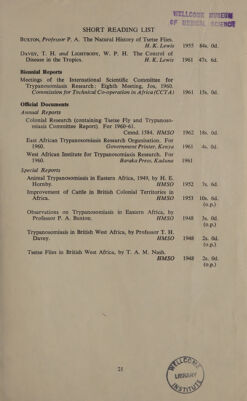 WELLCOME MUSEUM
OF MEDICAL SCIENCE
SHORT READING LIST
BUXTON, Professor P. A. The Natural History of Tsetse Flies.
H. K. Lewis 1955 84s. 0d.
DAVEY, T. H. and LIGHTBODY, W. P. H. The Control of
Disease in the Tropics. H. K. Lewis 1961 47s. 6d.
Biennial Reports
Meetings of the International Scientific Committee for
Trypanosomiasis Research: Eighth Meeting, Jos, 1960.
Commission for Technical Co-operation in Africa (CCTA) 1961 15s. 0d.
Official Documents
Annual Reports
Colonial Research (containing Tsetse Fly and Trypanoso-
miasis Committee Report). For 1960-61.
Cmnd. 1584. HMSO 1962 18s. 0d.
East African Trypanosomiasis Research Organisation. For
1960. Government Printer, Kenya 1961 4s. 0d.
West African Institute for Trypanosomiasis Research. For
1960. Baraka Press, Kaduna 1961
Special Reports
Animal Trypanosomiasis in Eastern Africa, 1949, by H. E.
Hornby. HMSO 1952 7s. 6d.
Improvement of Cattle in British Colonial Territories in
Africa. HMSO 1953 10s. 0d.
(o.p.)
Observations on Trypanosomiasis in Eastern Africa, by
Professor P. A. Buxton. HMSO 1948 3s. 0d.
(o.p.)
Trypanosomiasis in British West Africa, by Professor T. H.
Davey. HMSO 1948 2s. 0d.
(o.p.)
Tsetse Flies in British West Africa, by T. A. M. Nash.
HMSO 1948 2s. 0d.
(o.p.)
21
WELLCOME
LIBRARY
INSTITUTE